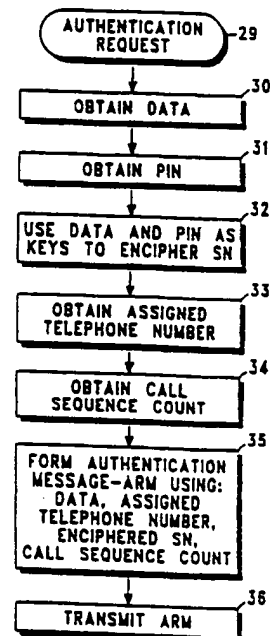 AUTHENTICATION
REQUEST
29
30
OBTAIN DATA
31
OBTAIN PIN
32
USE DATA AND PIN AS
KEYS TO ENCIPHER SN
33
OBTAIN ASSIGNED
TELEPHONE NUMBER
34
OBTAIN CALL
SEQUENCE COUNT
35
FORM AUTHENTICATION
MESSAGE-ARM USING:
DATA, ASSIGNED
TELEPHONE NUMBER,
ENCIPHERED SN,
CALL SEQUENCE COUNT
36
TRANSMIT ARM